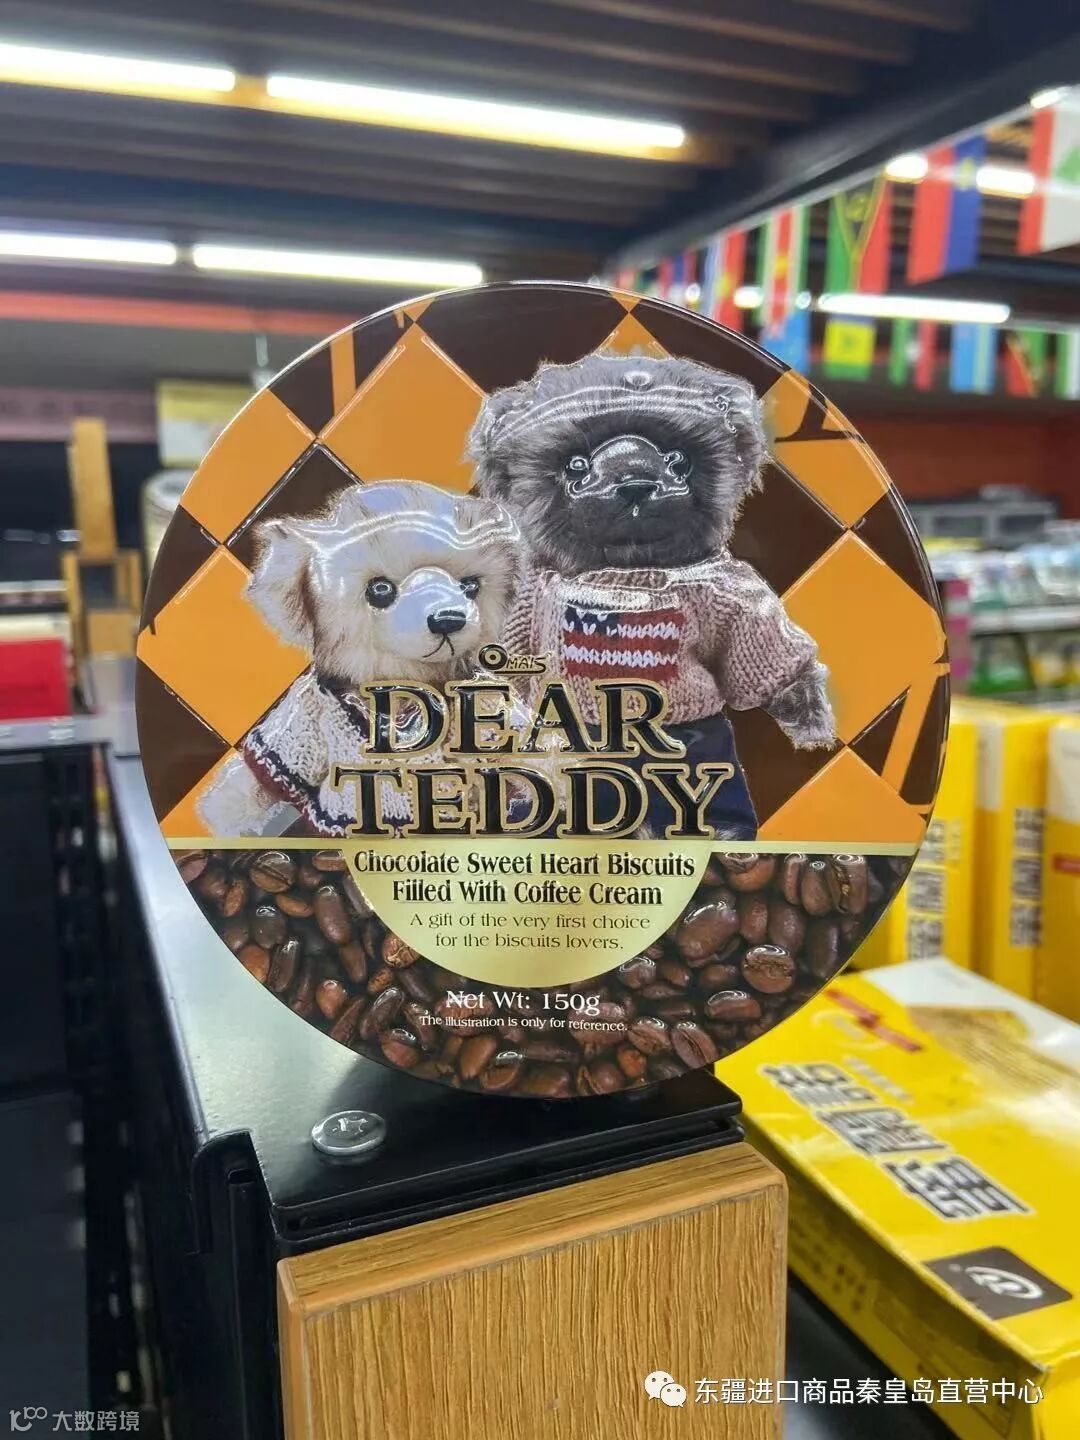 OMAI'S
DEAR
TEDDY
Chocolate Sweet Heart Biscuits
Filled With Coffee Cream
A gift of the very first choice
for the biscuits lovers.
Net Wt: 150g
The illustration is only for reference.
东疆进口商品秦皇岛直营中心
大数跨境